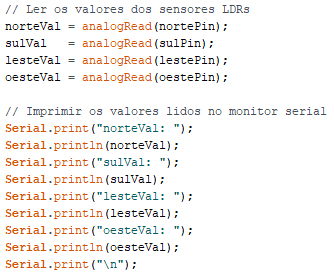 // Ler os valores dos sensores LDRs
norteVal = analogRead(nortePin);
sulVal   = analogRead(sulPin);
lesteVal = analogRead(lestePin);
oesteVal = analogRead(oestePin);

// Imprimir os valores lidos no monitor serial
Serial.print("norteVal: ");
Serial.println(norteVal);
Serial.print("sulVal: ");
Serial.println(sulVal);
Serial.print("lesteVal: ");
Serial.println(lesteVal);
Serial.print("oesteVal: ");
Serial.println(oesteVal);
Serial.print("\n");